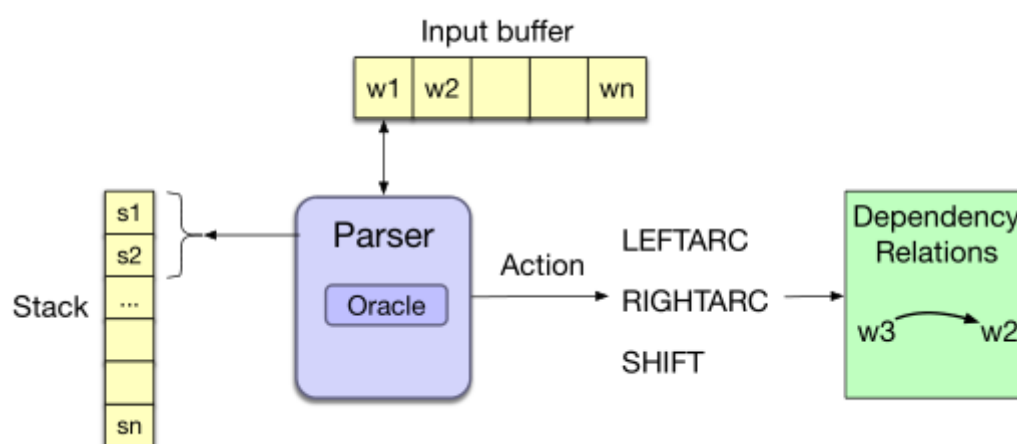 Input buffer
w1 w2 wn
s1
s2
...
sn
Stack
Parser
Oracle
Action
LEFTARC
RIGHTARC
SHIFT
Dependency
Relations
w3 w2